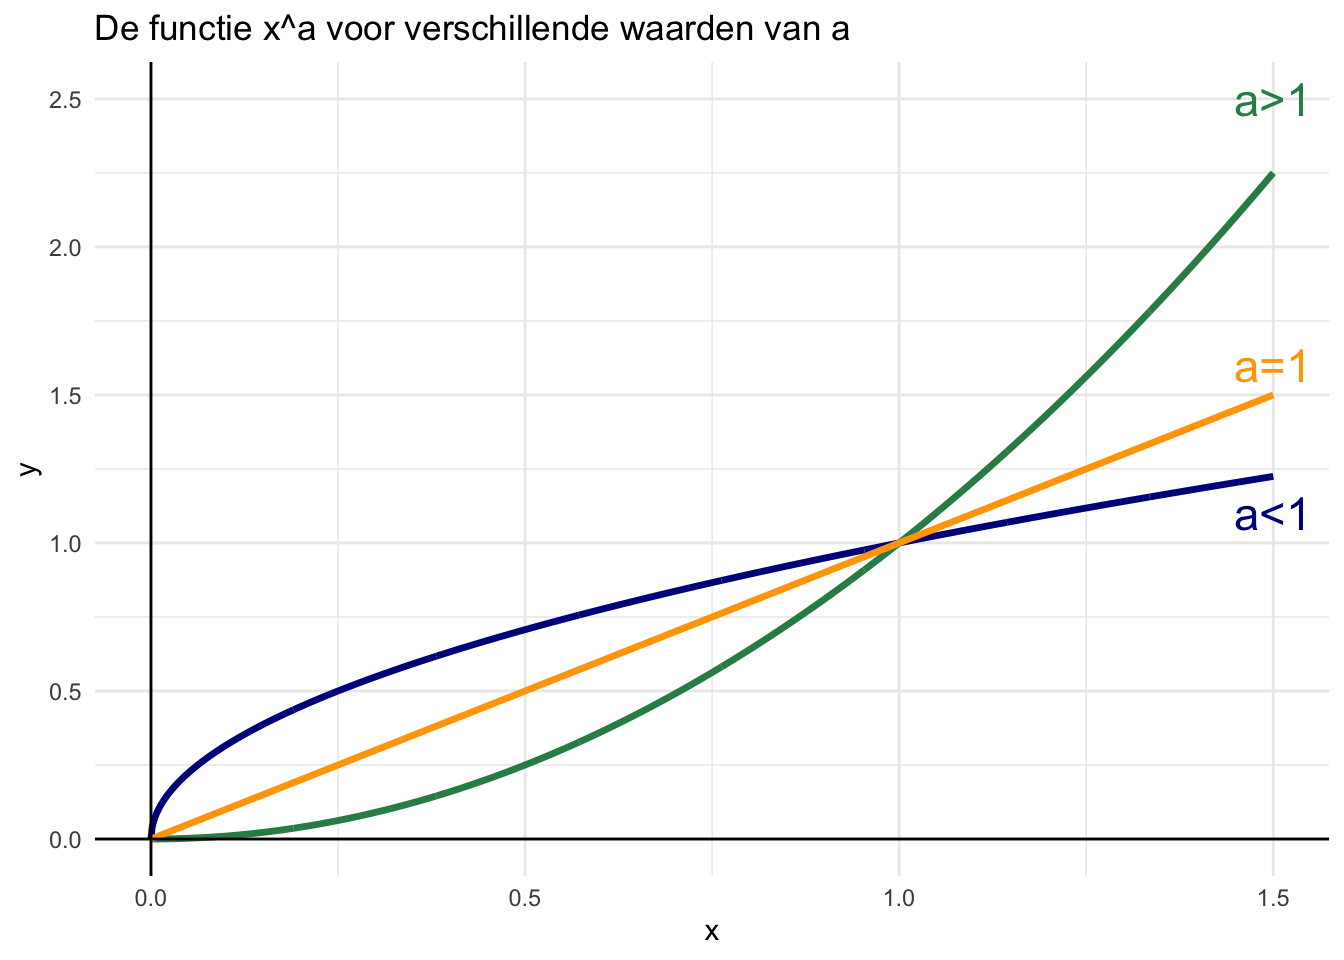 De functie x^a voor verschillende waarden van a
2.5
2.0
1.5
1.0
0.5
0.0
y
a>1
a=1
a<1
0.0 0.5 1.0 1.5
x